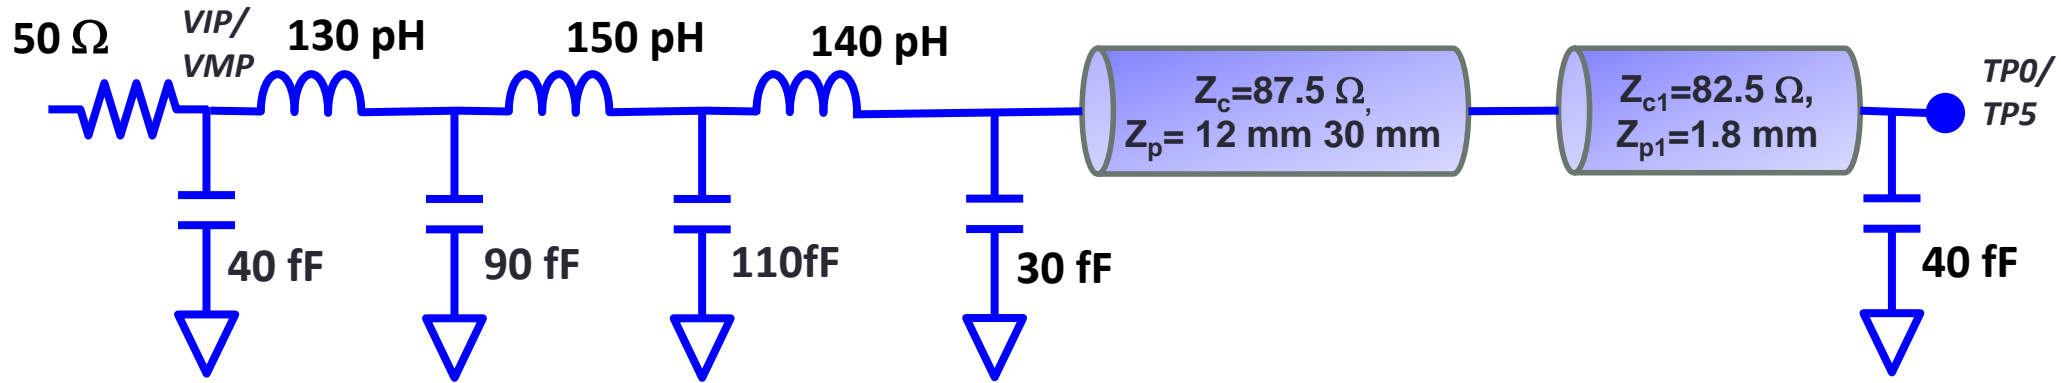 50 Ω
VIP/
VMP
130 pH
150 pH
140 pH
Zc=87.5 Ω,
Zp= 12 mm 30 mm
Zc1=82.5 Ω,
Zp1=1.8 mm
TP0/
TP5
40 fF
90 fF
110fF
30 fF
40 fF